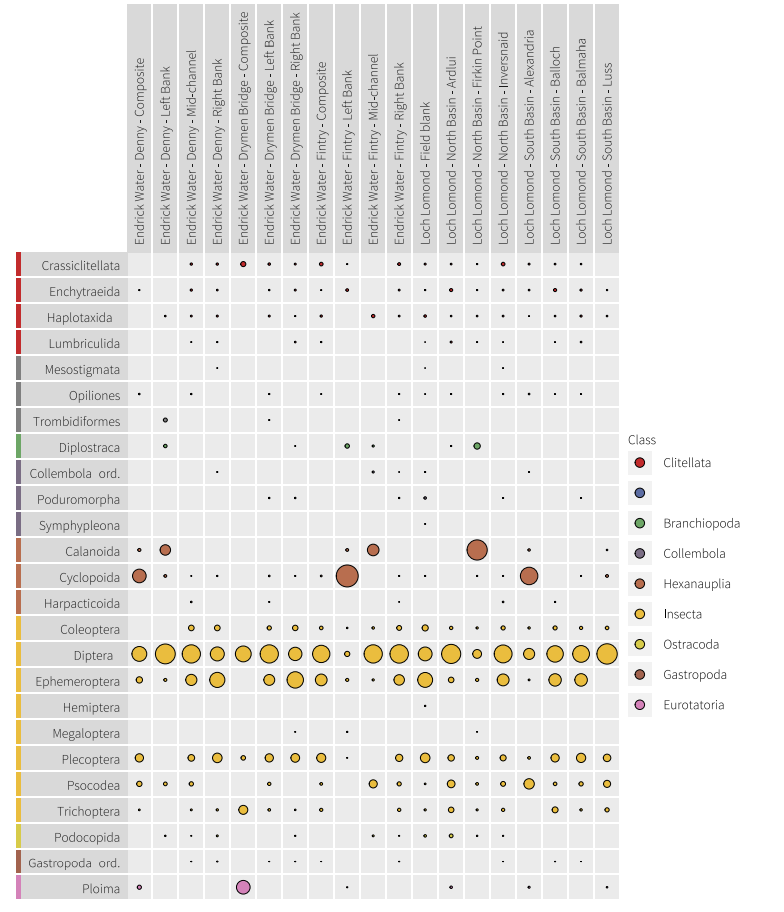 Endrick Water - Denny - Composite
Endrick Water - Denny - Left Bank
Endrick Water - Denny - Mid-channel
Endrick Water - Denny - Right Bank
Endrick Water - Drymen Bridge - Composite
Endrick Water - Drymen Bridge - Left Bank
Endrick Water - Drymen Bridge - Right Bank
Endrick Water - Fintry - Composite
Endrick Water - Fintry - Left Bank
Endrick Water - Fintry - Mid-channel
Endrick Water - Fintry - Right Bank
Loch Lomond - Field blank
Loch Lomond - North Basin - Ardlui
Loch Lomond - North Basin - Firkin Point
Loch Lomond - North Basin - Inversnaid
Loch Lomond - South Basin - Alexandria
Loch Lomond - South Basin - Balloch
Loch Lomond - South Basin - Balmaha
Loch Lomond - South Basin - Luss
Crassiclitellata
Enchytraeida
Haplotaxida
Lumbriculida
Mesostigmata
Opiliones
Trombidiformes
Diplostraca
Collembola ord.
Poduromorpha
Symphypleona
Calanoida
Cyclopoida
Harpacticoida
Coleoptera
Diptera
Ephemeroptera
Hemiptera
Megaloptera
Plecoptera
Psocodea
Trichoptera
Podocopida
Gastropoda ord.
Ploima
Class
Clitellata
Branchiopoda
Collembola
Hexanauplia
Insecta
Ostracoda
Gastropoda
Eurotatoria